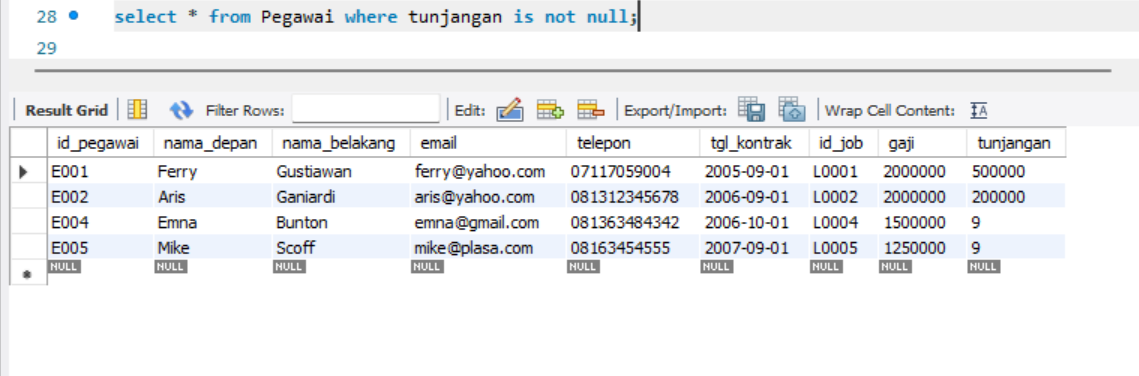 28 select * from Pegawai where tunjangan is not null;
29
Result Grid Filter Rows: Edit: Export/Import: Wrap Cell Content: IA
id_pegawai nama_depan nama_belakang email telepon tgl_kontrak id_job gaji tunjangan
E001 Ferry Gustiawan ferry@yahoo.com 07117059004 2005-09-01 L0001 2000000 500000
E002 Aris Ganiardi aris@yahoo.com 081312345678 2006-09-01 L0002 2000000 200000
E004 Emna Bunton emna@gmail.com 081363484342 2006-10-01 L0004 1500000 9
E005 Mike Scoff mike@plasa.com 08163454555 2007-09-01 L0005 1250000 9
NULL NULL NULL NULL NULL NULL NULL NULL NULL